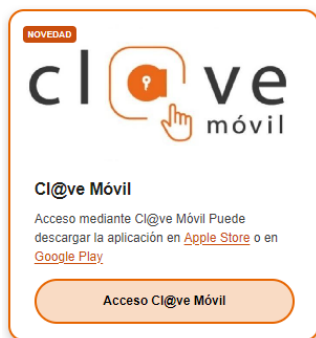 NOVEDAD
cl@ve
móvil
Cl@ve Móvil
Acceso mediante Cl@ve Móvil Puede
descargar la aplicación en Apple Store o en
Google Play
Acceso Cl@ve Móvil